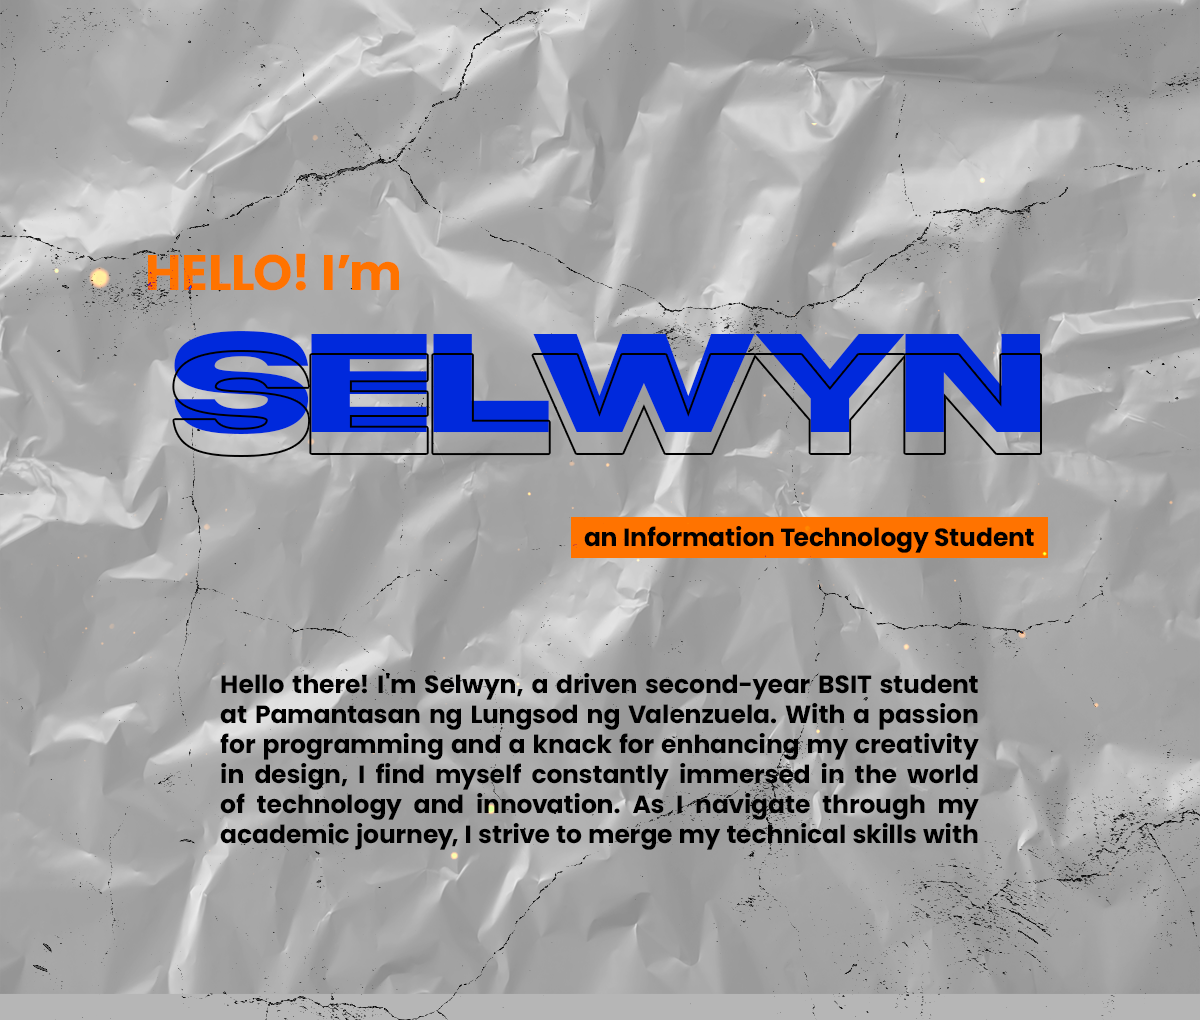 HELLO! I’m
SELWYN
an Information Technology Student
Hello there! I'm Selwyn, a driven second-year BSIT student
at Pamantasan ng Lungsod ng Valenzuela. With a passion
for programming and a knack for enhancing my creativity
in design, I find myself constantly immersed in the world
of technology and innovation. As I navigate through my
academic journey, I strive to merge my technical skills with